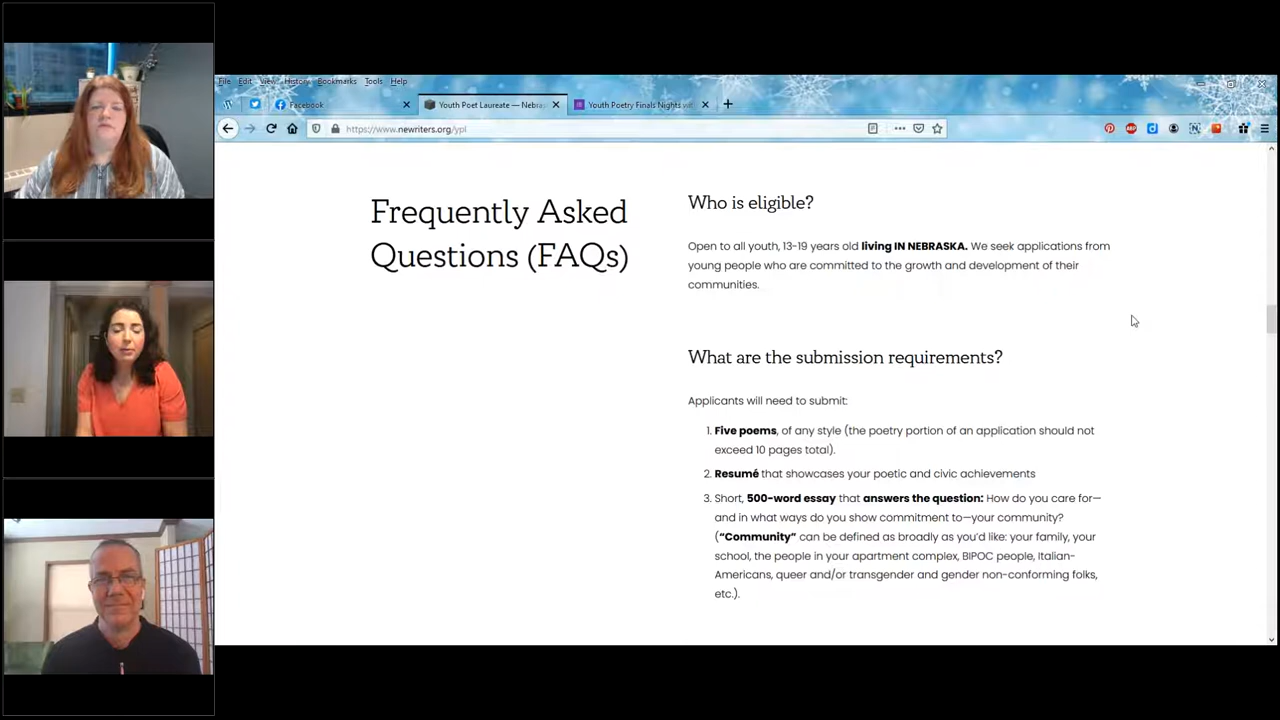 File Edit View History Bookmarks Tools Help
Facebook
Youth Poet Laureate — Nebras
Youth Poetry Finals Nights wi
https://www.newriters.org/ypl
Frequently Asked
Questions (FAQs)
Who is eligible?
Open to all youth, 13-19 years old living IN NEBRASKA. We seek applications from
young people who are committed to the growth and development of their
communities.
What are the submission requirements?
Applicants will need to submit:
1. Five poems, of any style (the poetry portion of an application should not
exceed 10 pages total).
2. Resumé that showcases your poetic and civic achievements
3. Short, 500-word essay that answers the question: How do you care for—
and in what ways do you show commitment to—your community?
(“Community” can be defined as broadly as you'd like: your family, your
school, the people in your apartment complex, BIPOC people, Italian-
Americans, queer and/or transgender and gender non-conforming folks,
etc.).